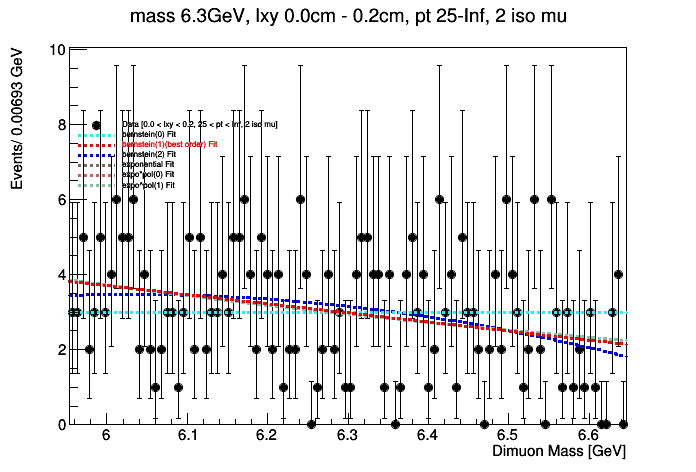 mass 6.3GeV, lxy 0.0cm - 0.2cm, pt 25-Inf, 2 iso mu
Events/ 0.00693 GeV
10
8
6
4
2
0
Data [0.0 < lxy < 0.2, 25 < pt < Inf, 2 iso mu]
bernstein(0) Fit
bernstein(1)(best order) Fit
bernstein(2) Fit
exponential Fit
expo*pol(0) Fit
expo*pol(1) Fit
6 6.1 6.2 6.3 6.4 6.5 6.6
Dimuon Mass [GeV]